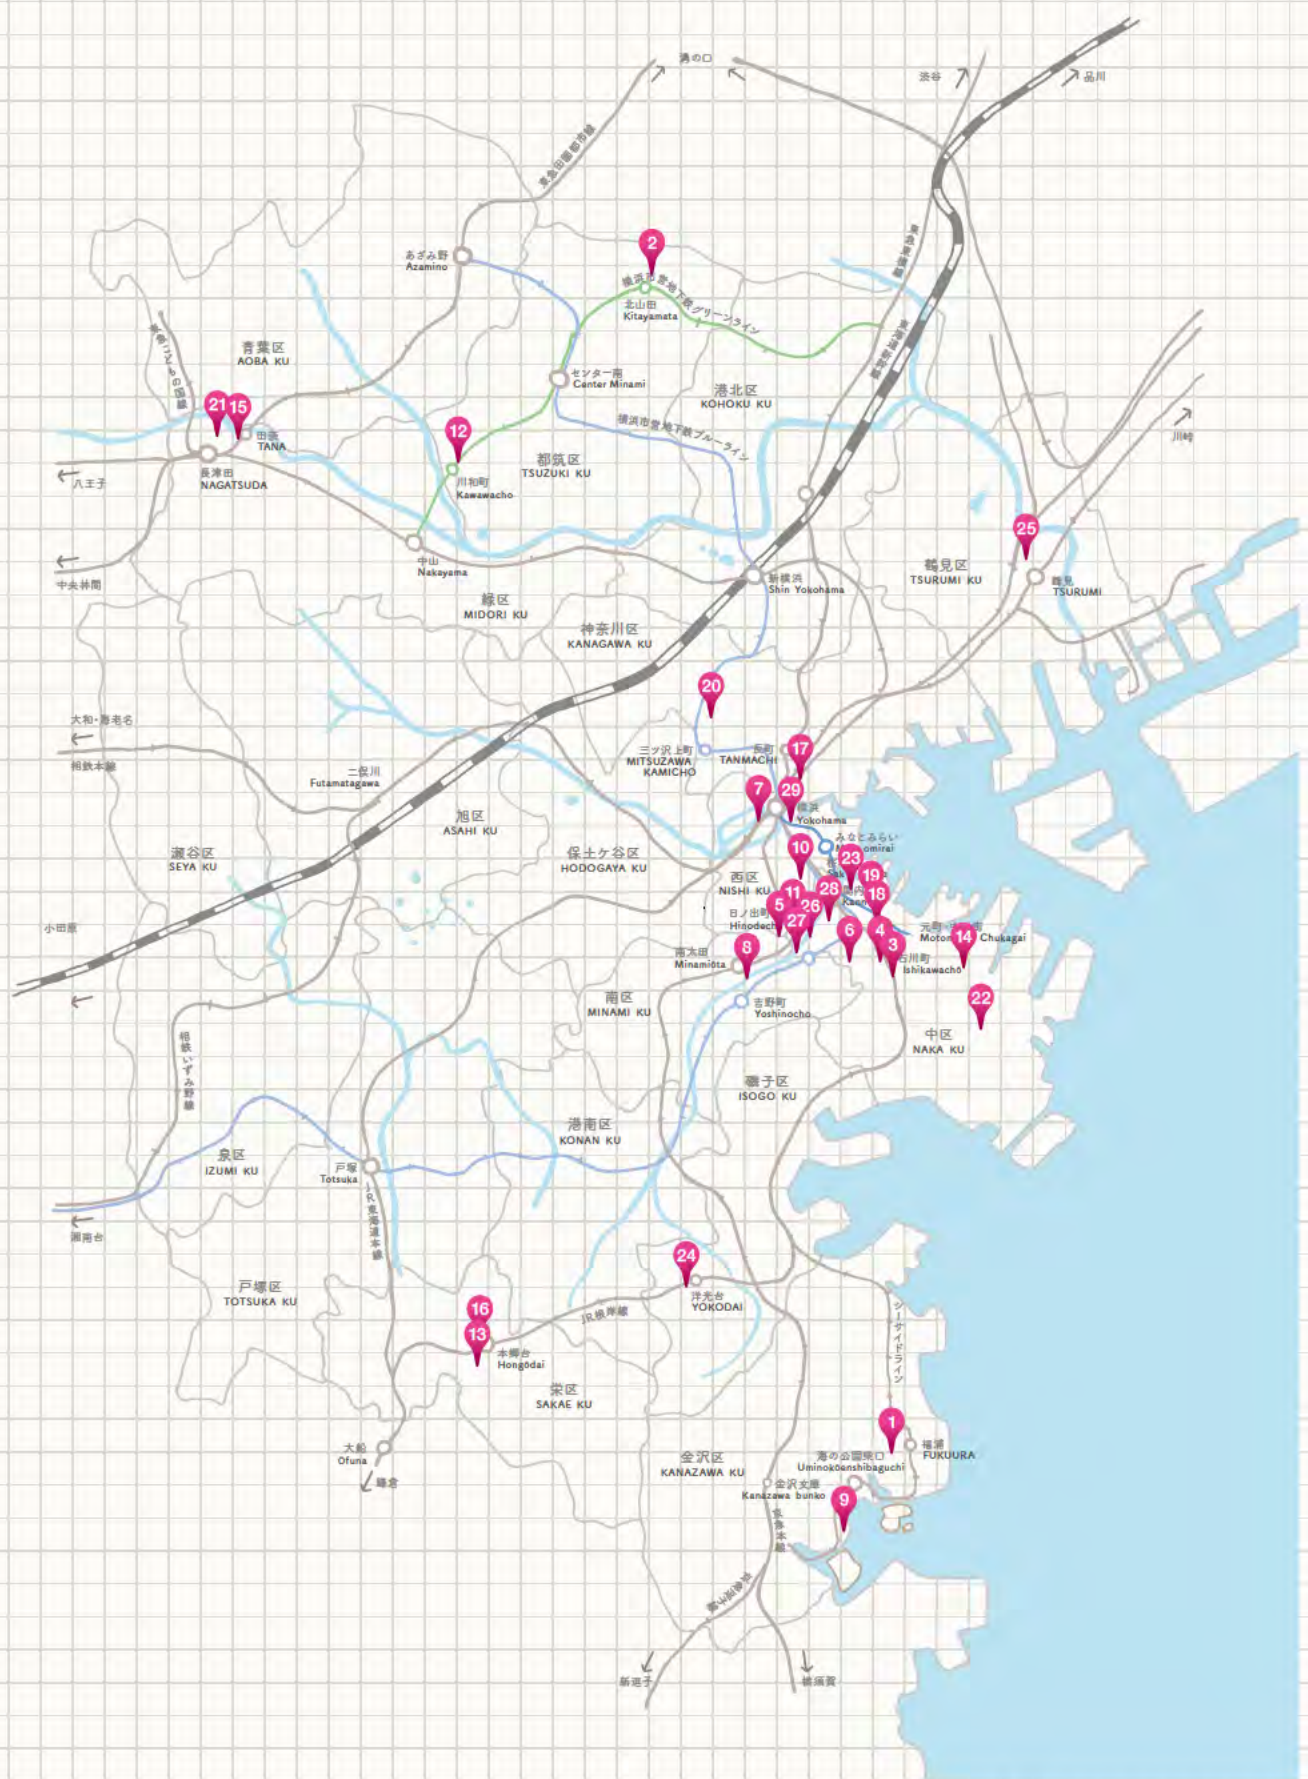 溝の口
渋谷
品川
東急田園都市線
あざみ野
Azamino
2
横浜市営地下鉄グリーンライン
北山田
Kitayamata
青葉区
AOBA KU
センター南
Center Minami
港北区
KOHOKU KU
21
15
田奈
TANA
12
横浜市営地下鉄ブルーライン
川崎
長津田
NAGATSUDA
八王子
都筑区
TSUZUKI KU
川和町
Kawawacho
25
中央林間
中山
Nakayama
新横浜
Shin Yokohama
鶴見区
TSURUMI KU
鶴見
TSURUMI
緑区
MIDORI KU
神奈川区
KANAGAWA KU
20
大和・海老名
相鉄本線
三ツ沢上町
MITSUZAWA
KAMICHO
反町
TANMACHI
17
二俣川
Futamatagawa
7
29
横浜
Yokohama
旭区
ASAHI KU
みなとみらい
10
23
瀬谷区
SEYA KU
保土ヶ谷区
HODOGAYA KU
西区
NISHI KU
19
11
28
18
5
26
27
日ノ出町
小田原
6
4
3
14
元町
Chukagai
8
南太田
Minamiōta
石川町
Ishikawachō
22
南区
MINAMI KU
吉野町
Yoshinocho
中区
NAKA KU
相鉄いずみ野線
磯子区
ISOGO KU
港南区
KONAN KU
泉区
IZUMI KU
戸塚
Totsuka
JR東海道本線
湘南台
24
洋光台
YOKODAI
戸塚区
TOTSUKA KU
16
13
JR根岸線
本郷台
Hongōdai
シーサイドライン
栄区
SAKAE KU
1
大船
Ofuna
鎌倉
金沢区
KANAZAWA KU
海の公園柴口
Uminokōenshibaguchi
福浦
FUKUURA
金沢文庫
Kanazawa bunko
9
京急本線
京急逗子線
新逗子
横須賀